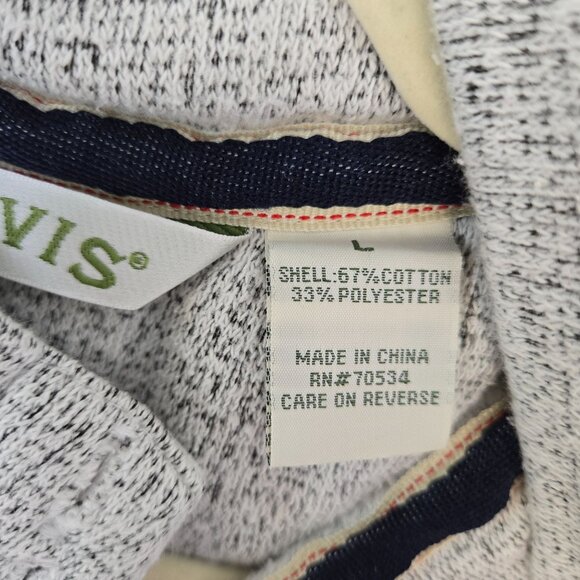 VIS®
L
SHELL:67%COTTON
33%POLYESTER
MADE IN CHINA
RN#70534
CARE ON REVERSE